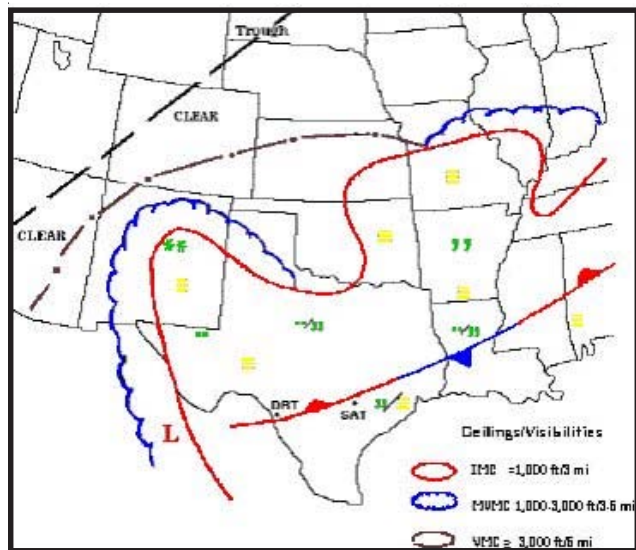 Trough
CLEAR
CLEAR
L
DRT
SAT
Ceilings/Visibilities
IMC =1,000 ft/3 mi
MVMC 1,000-3,000 ft/3-5 mi
VMC ≥ 3,000 ft/5 mi